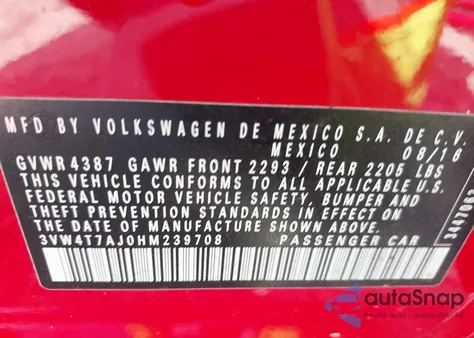 MFD BY VOLKSWAGEN DE MEXICO S.A. DE C.V.
MEXICO 08/16
GVWR 4387 GAWR FRONT 2293 / REAR 2205 LBS
THIS VEHICLE CONFORMS TO ALL APPLICABLE U.S.
FEDERAL MOTOR VEHICLE SAFETY, BUMPER AND
THEFT PREVENTION STANDARDS IN EFFECT ON
THE DATE OF MANUFACTURE SHOWN ABOVE.
3VW4T7AJ0HM239708 PASSENGER CAR
autoSnap